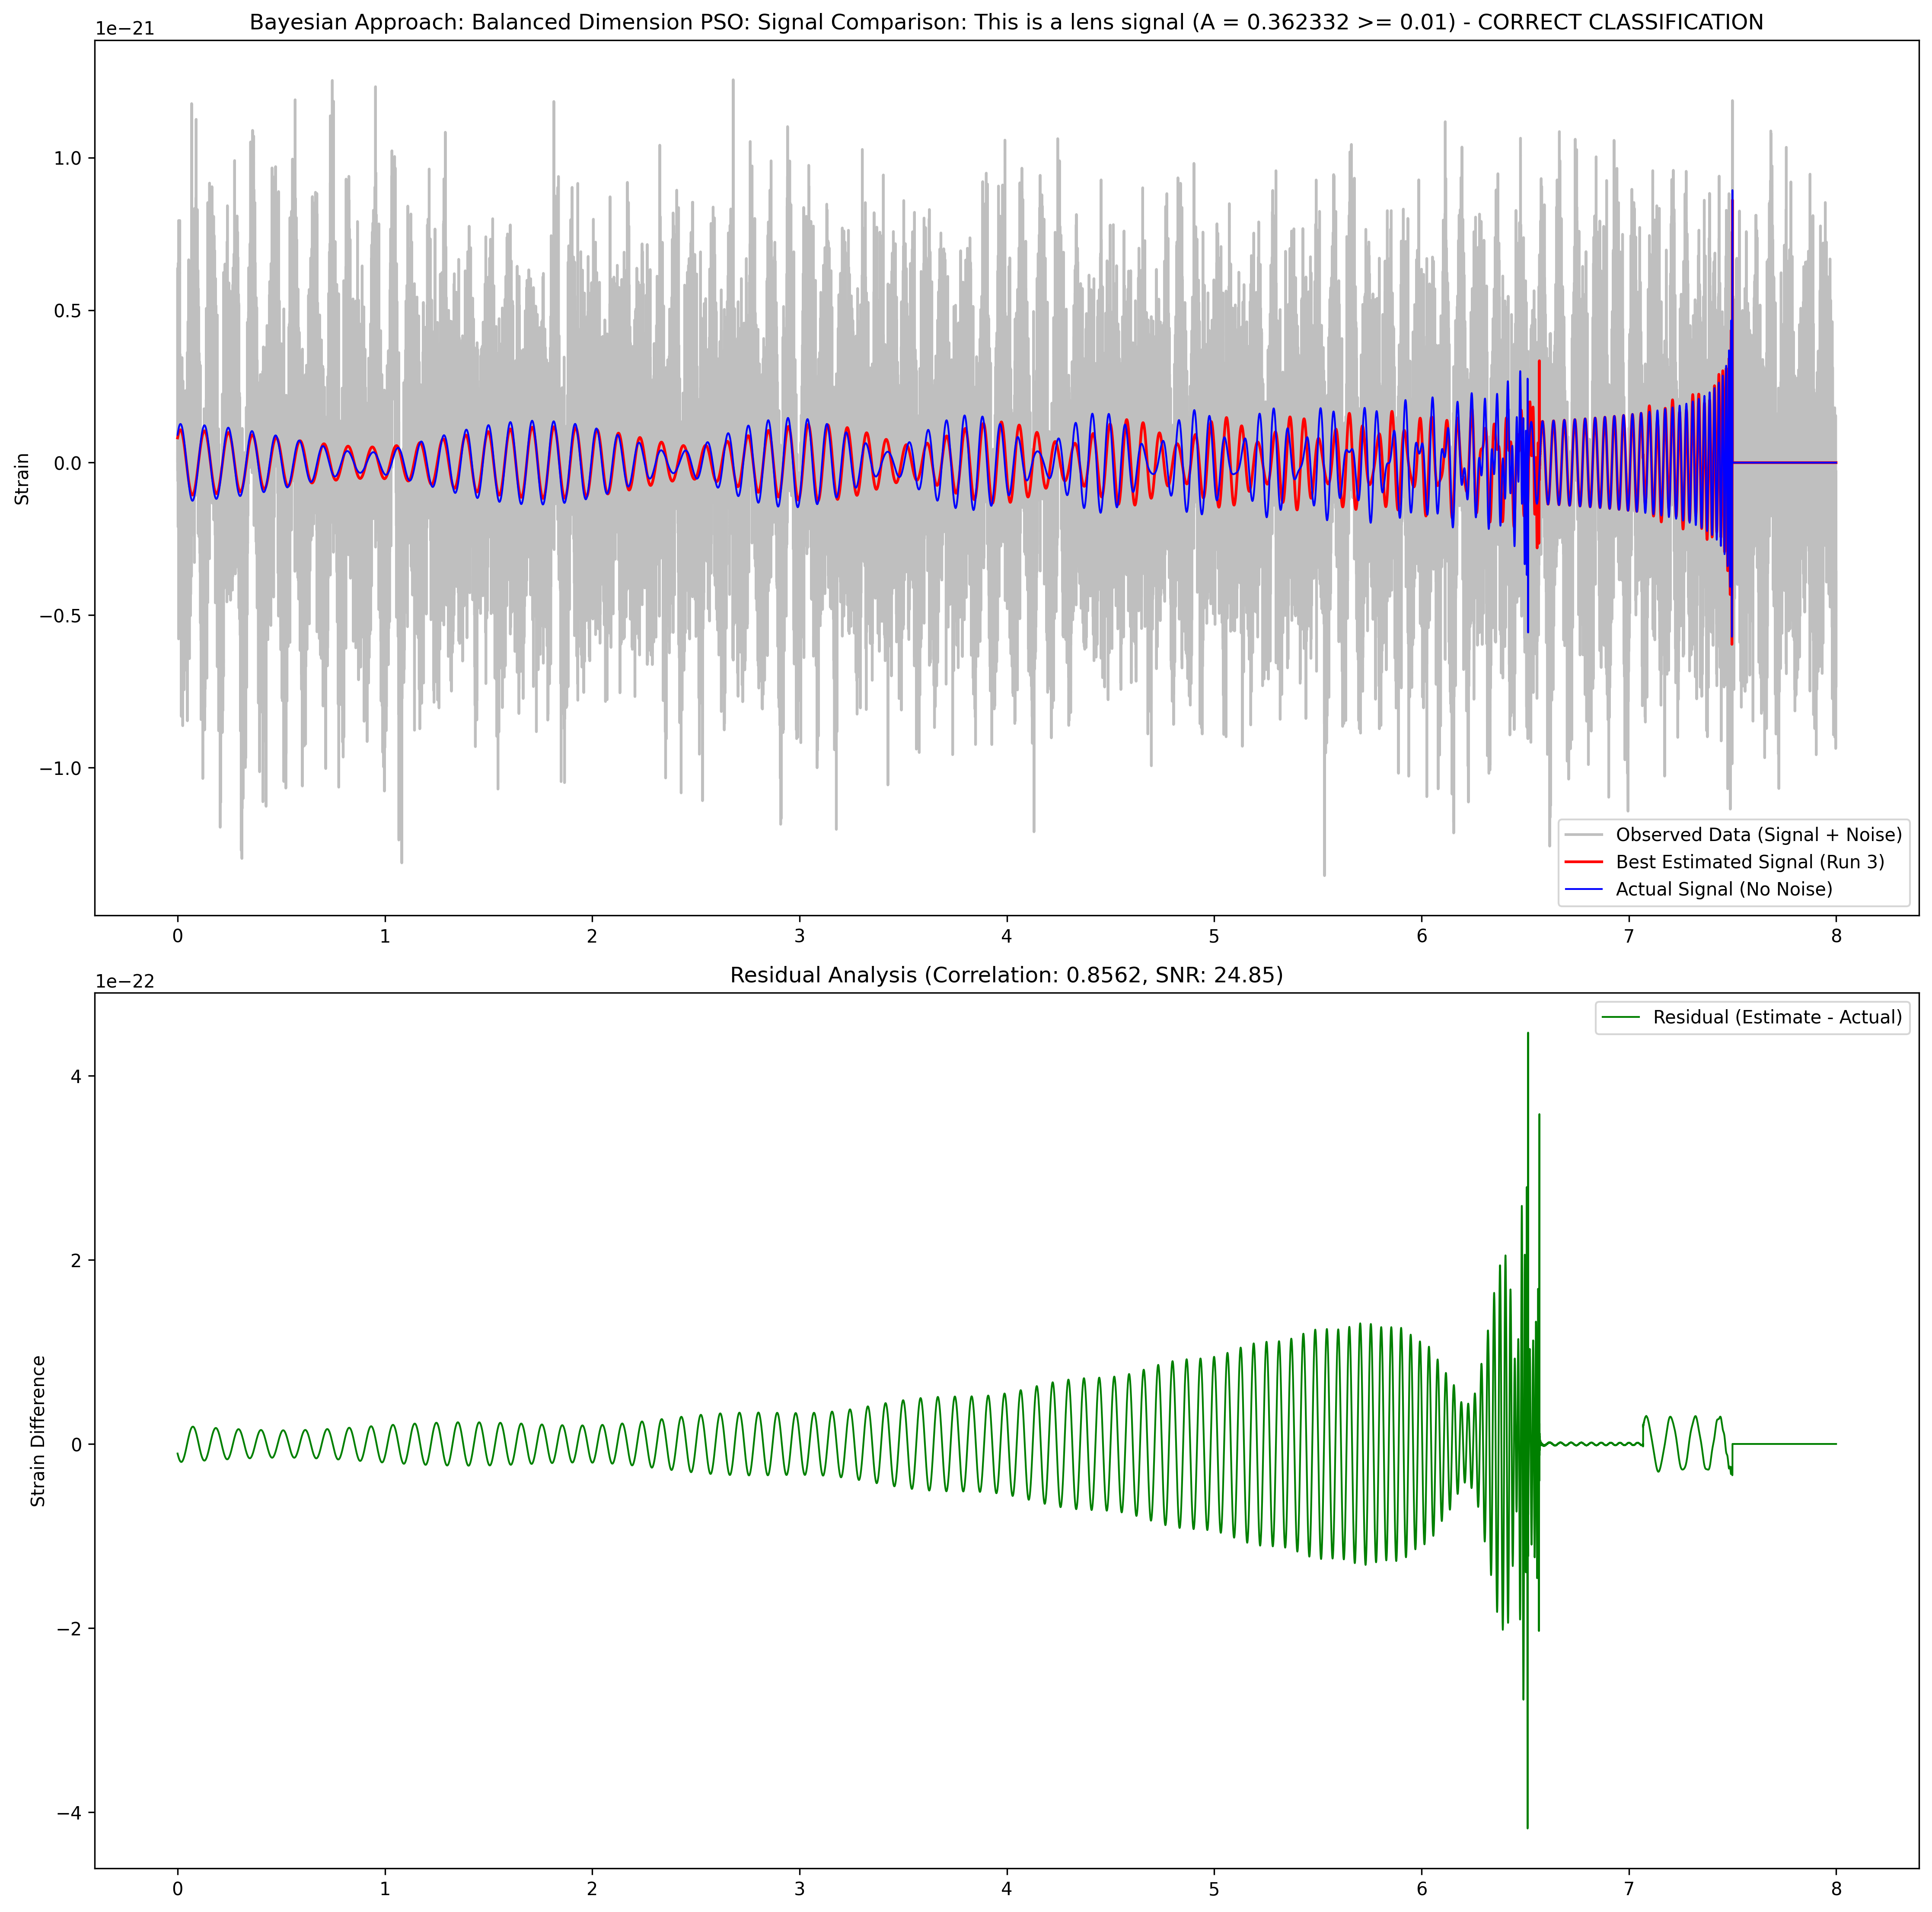 Bayesian Approach: Balanced Dimension PSO: Signal Comparison: This is a lens signal (A = 0.362332 >= 0.01) - CORRECT CLASSIFICATION
1e−21
1.0
0.5
0.0
−0.5
−1.0
Strain
Observed Data (Signal + Noise)
Best Estimated Signal (Run 3)
Actual Signal (No Noise)
0 1 2 3 4 5 6 7 8
Residual Analysis (Correlation: 0.8562, SNR: 24.85)
1e−22
Residual (Estimate - Actual)
4
2
0
−2
−4
Strain Difference
0 1 2 3 4 5 6 7 8